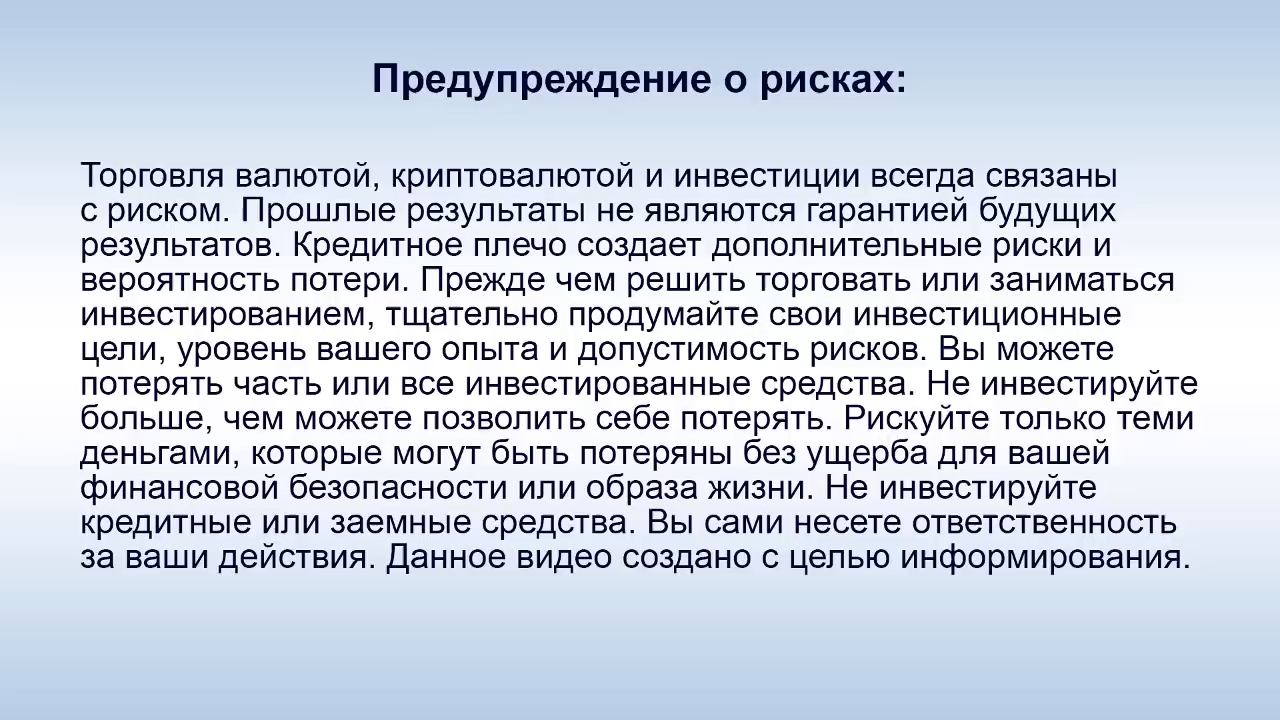 Предупреждение о рисках:
Торговля валютой, криптовалютой и инвестиции всегда связаны
с риском. Прошлые результаты не являются гарантией будущих
результатов. Кредитное плечо создает дополнительные риски и
вероятность потери. Прежде чем решить торговать или заниматься
инвестированием, тщательно продумайте свои инвестиционные
цели, уровень вашего опыта и допустимость рисков. Вы можете
потерять часть или все инвестированные средства. Не инвестируйте
больше, чем можете позволить себе потерять. Рискуйте только теми
деньгами, которые могут быть потеряны без ущерба для вашей
финансовой безопасности или образа жизни. Не инвестируйте
кредитные или заемные средства. Вы сами несете ответственность
за ваши действия. Данное видео создано с целью информирования.